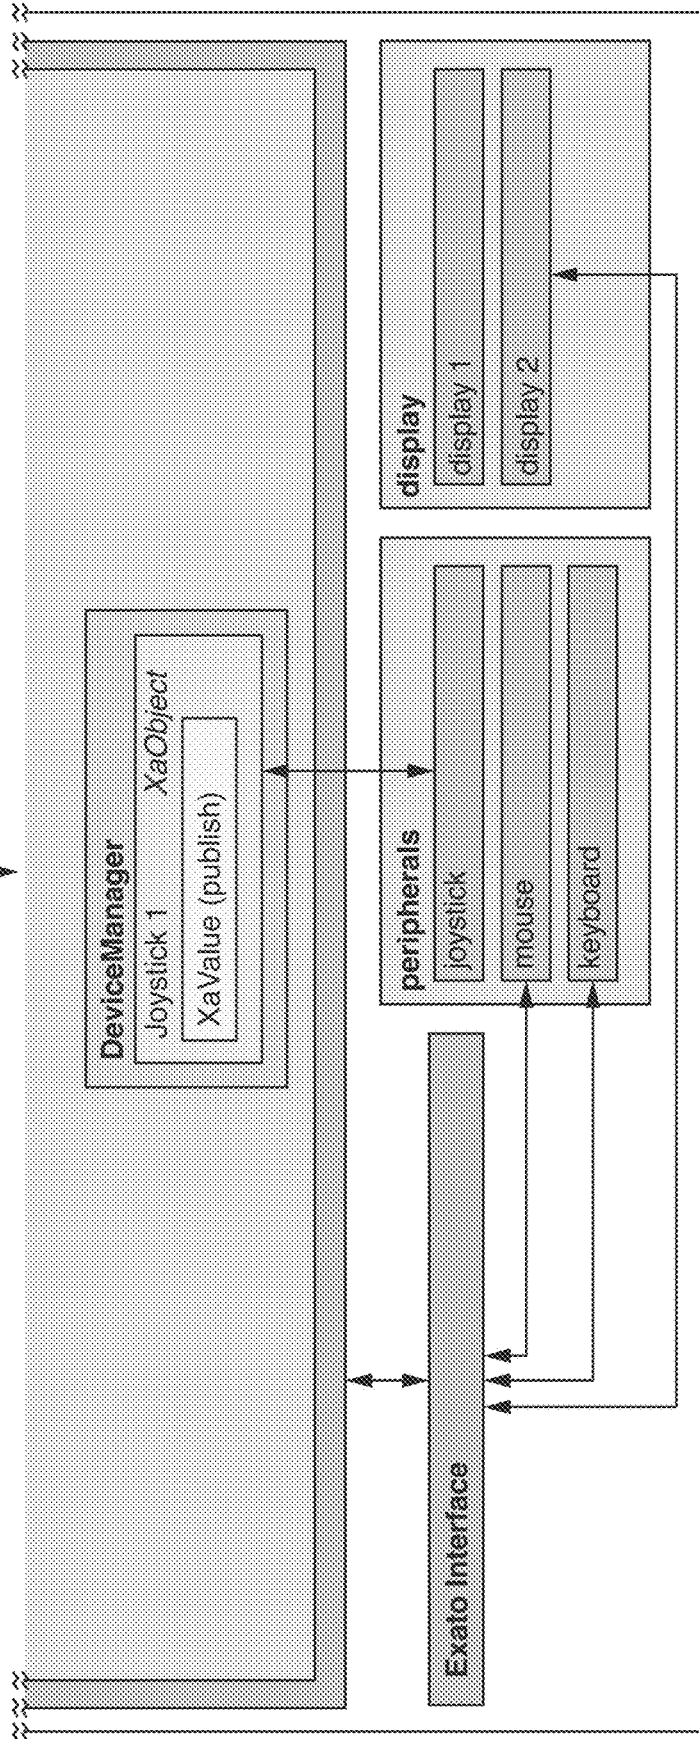 DeviceManager
Joystick 1
XaObject
XaValue (publish)
Exato Interface
peripherals
joystick
mouse
keyboard
display
display 1
display 2